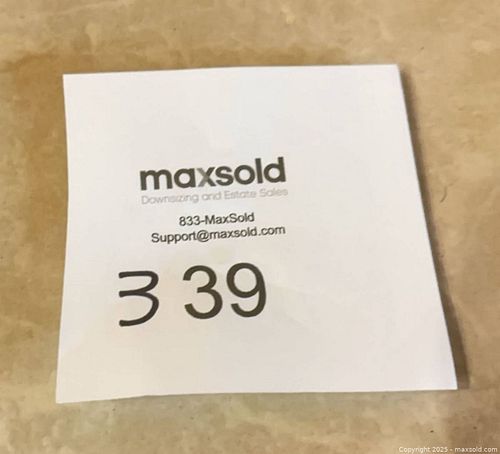 maxsold
Downsizing and Estate Sales
833-MaxSold
Support@maxsold.com
3 39
Copyright 2025 - maxsold.com